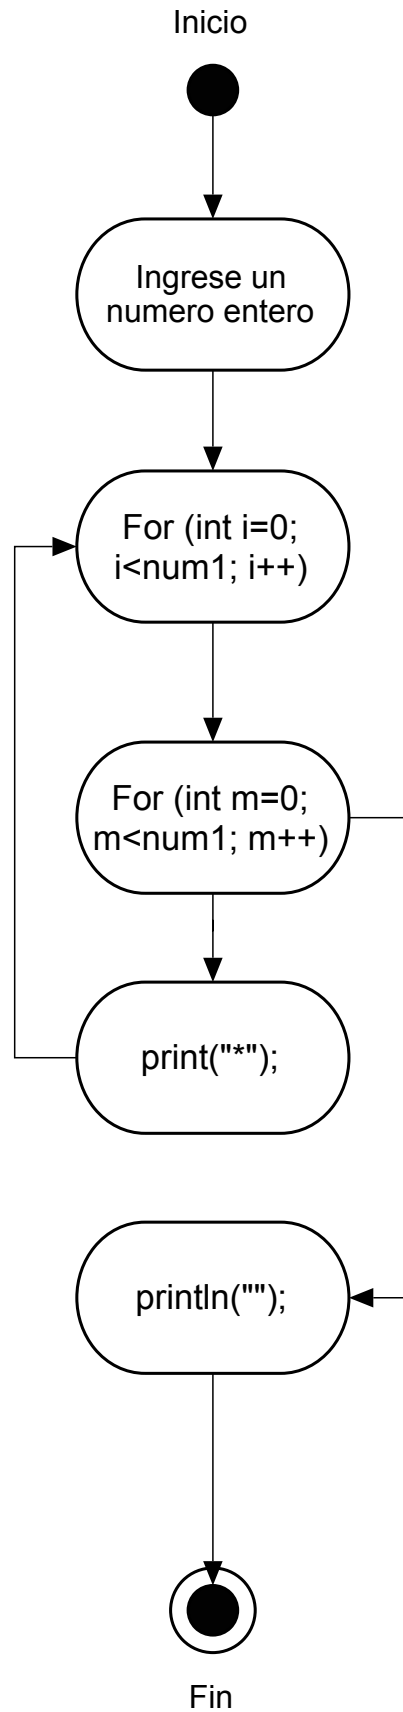 Inicio
Ingrese un
numero entero
For (int i=0;
i<num1; i++)
For (int m=0;
m<num1; m++)
print("*");
println("");
Fin